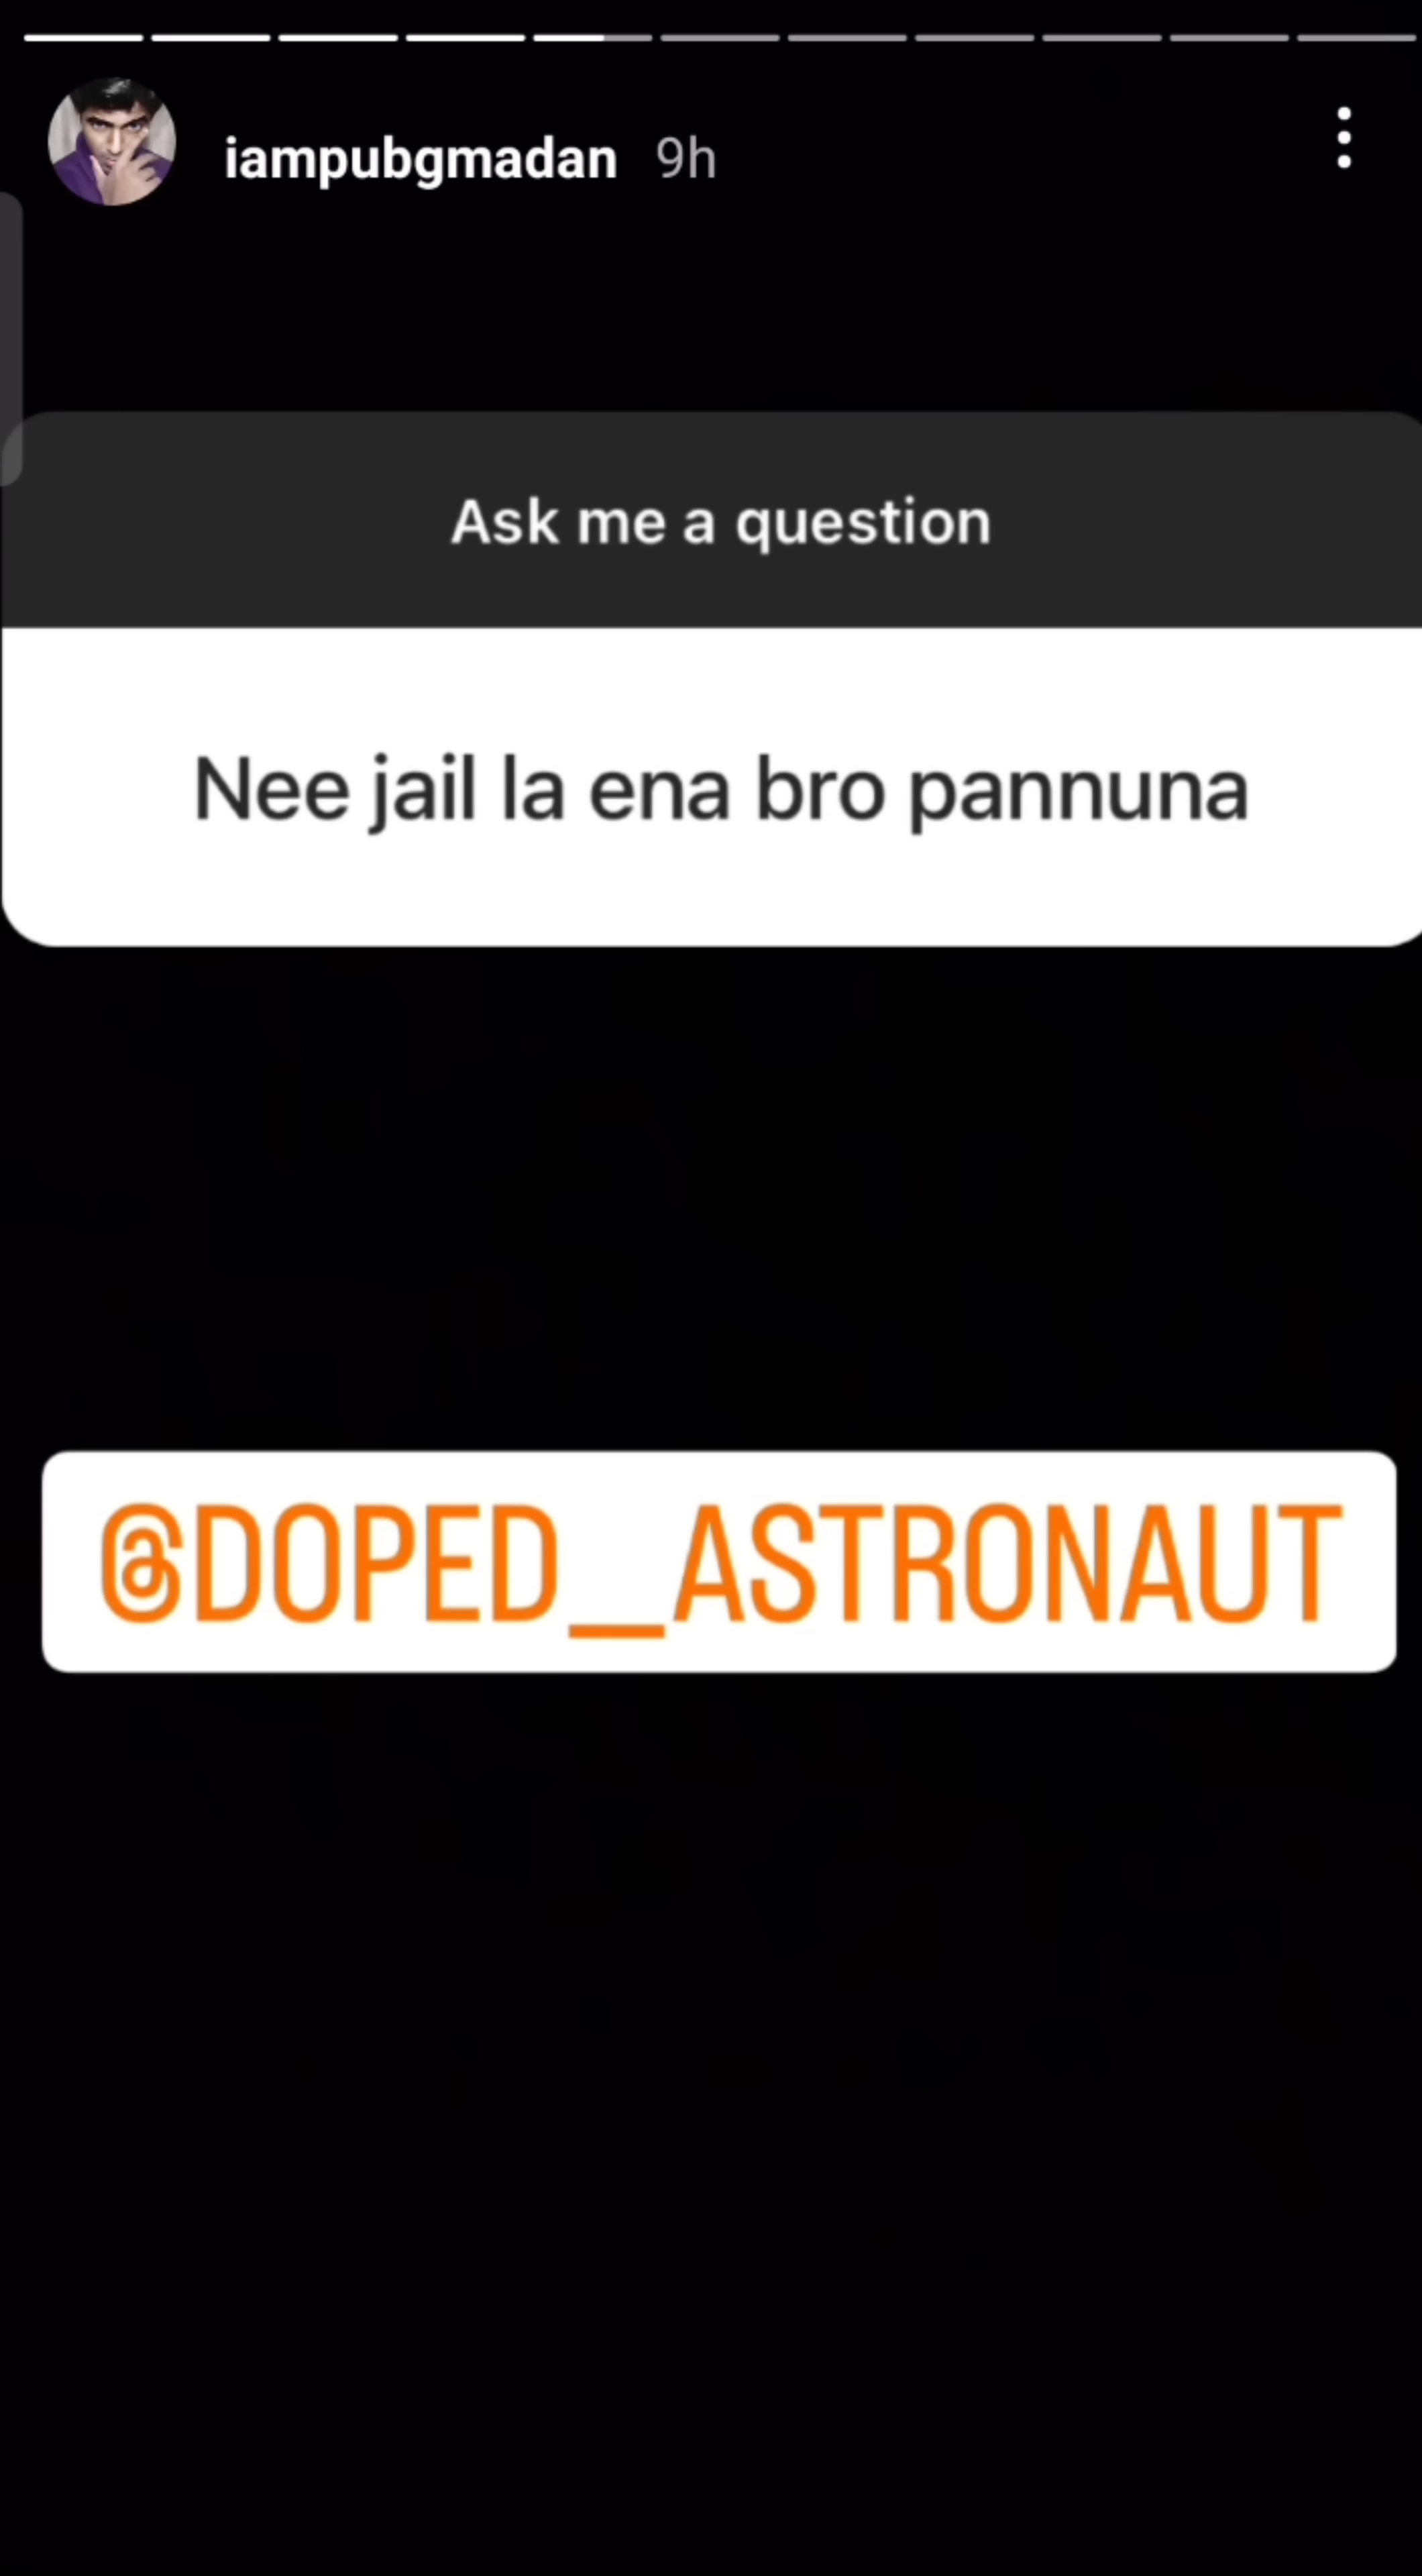 iampubgmadan 9h
Ask me a question
Nee jail la ena bro pannuna
@DOPED_ASTRONAUT